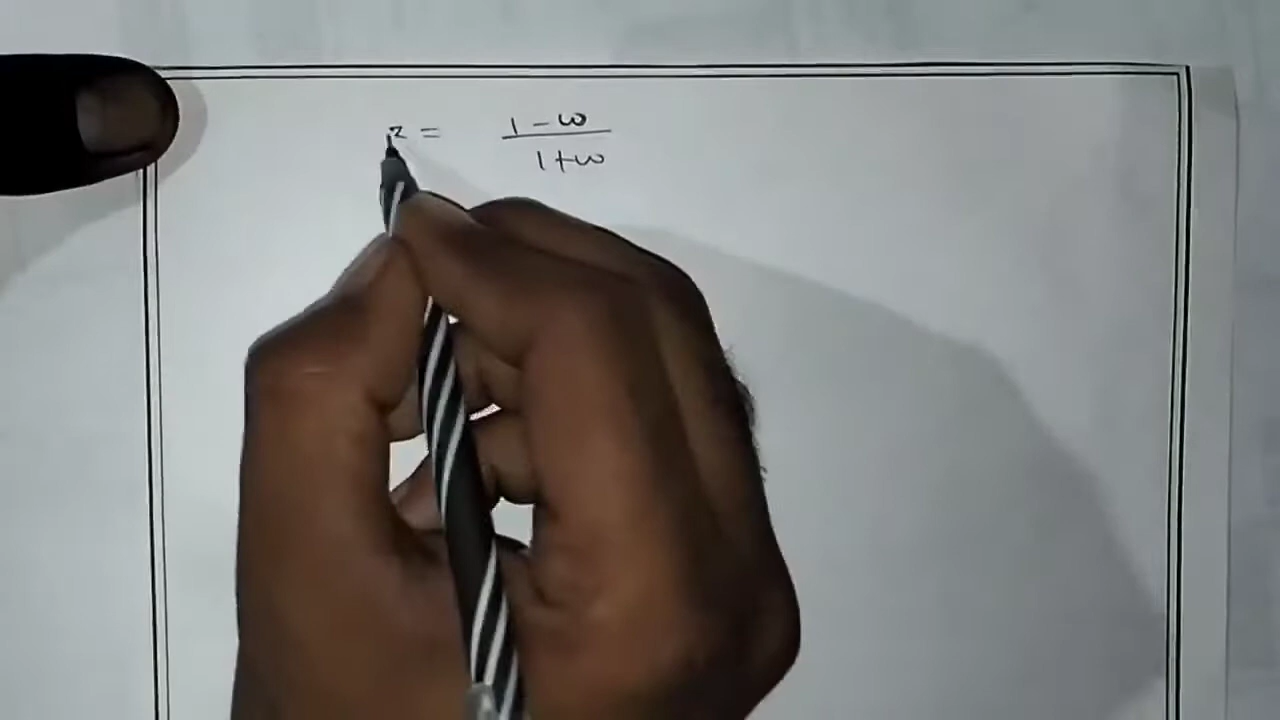 z = 1 - ω / 1 + ω